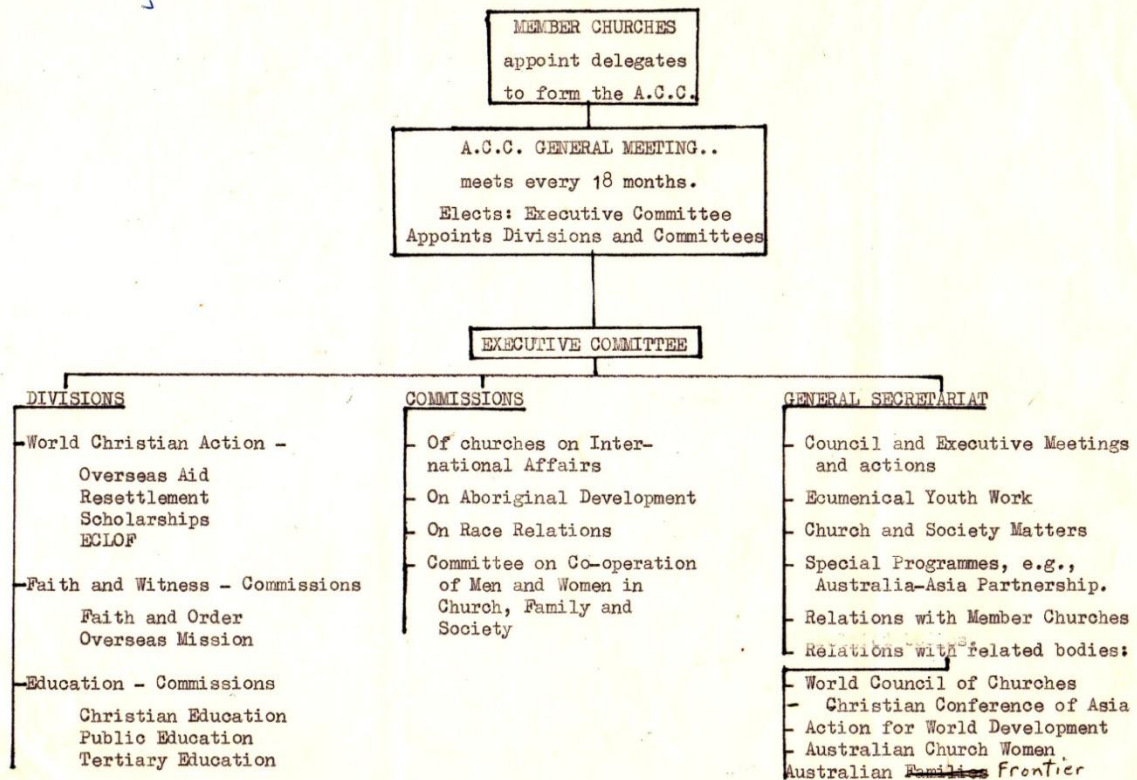 MEMBER CHURCHES
appoint delegates
to form the A.C.C.
A.C.C. GENERAL MEETING..
meets every 18 months.
Elects: Executive Committee
Appoints Divisions and Committees
EXECUTIVE COMMITTEE
DIVISIONS
-World Christian Action -
Overseas Aid
Resettlement
Scholarships
ECLOF
-Faith and Witness - Commissions
Faith and Order
Overseas Mission
-Education - Commissions
Christian Education
Public Education
Tertiary Education
COMMISSIONS
- Of churches on Inter-
national Affairs
- On Aboriginal Development
- On Race Relations
- Committee on Co-operation
of Men and Women in
Church, Family and
Society
GENERAL SECRETARIAT
- Council and Executive Meetings
and actions
- Ecumenical Youth Work
- Church and Society Matters
- Special Programmes, e.g.,
Australia-Asia Partnership.
- Relations with Member Churches
- Relations with related bodies:
- World Council of Churches
- Christian Conference of Asia
- Action for World Development
- Australian Church Women
Australian Families Frontier